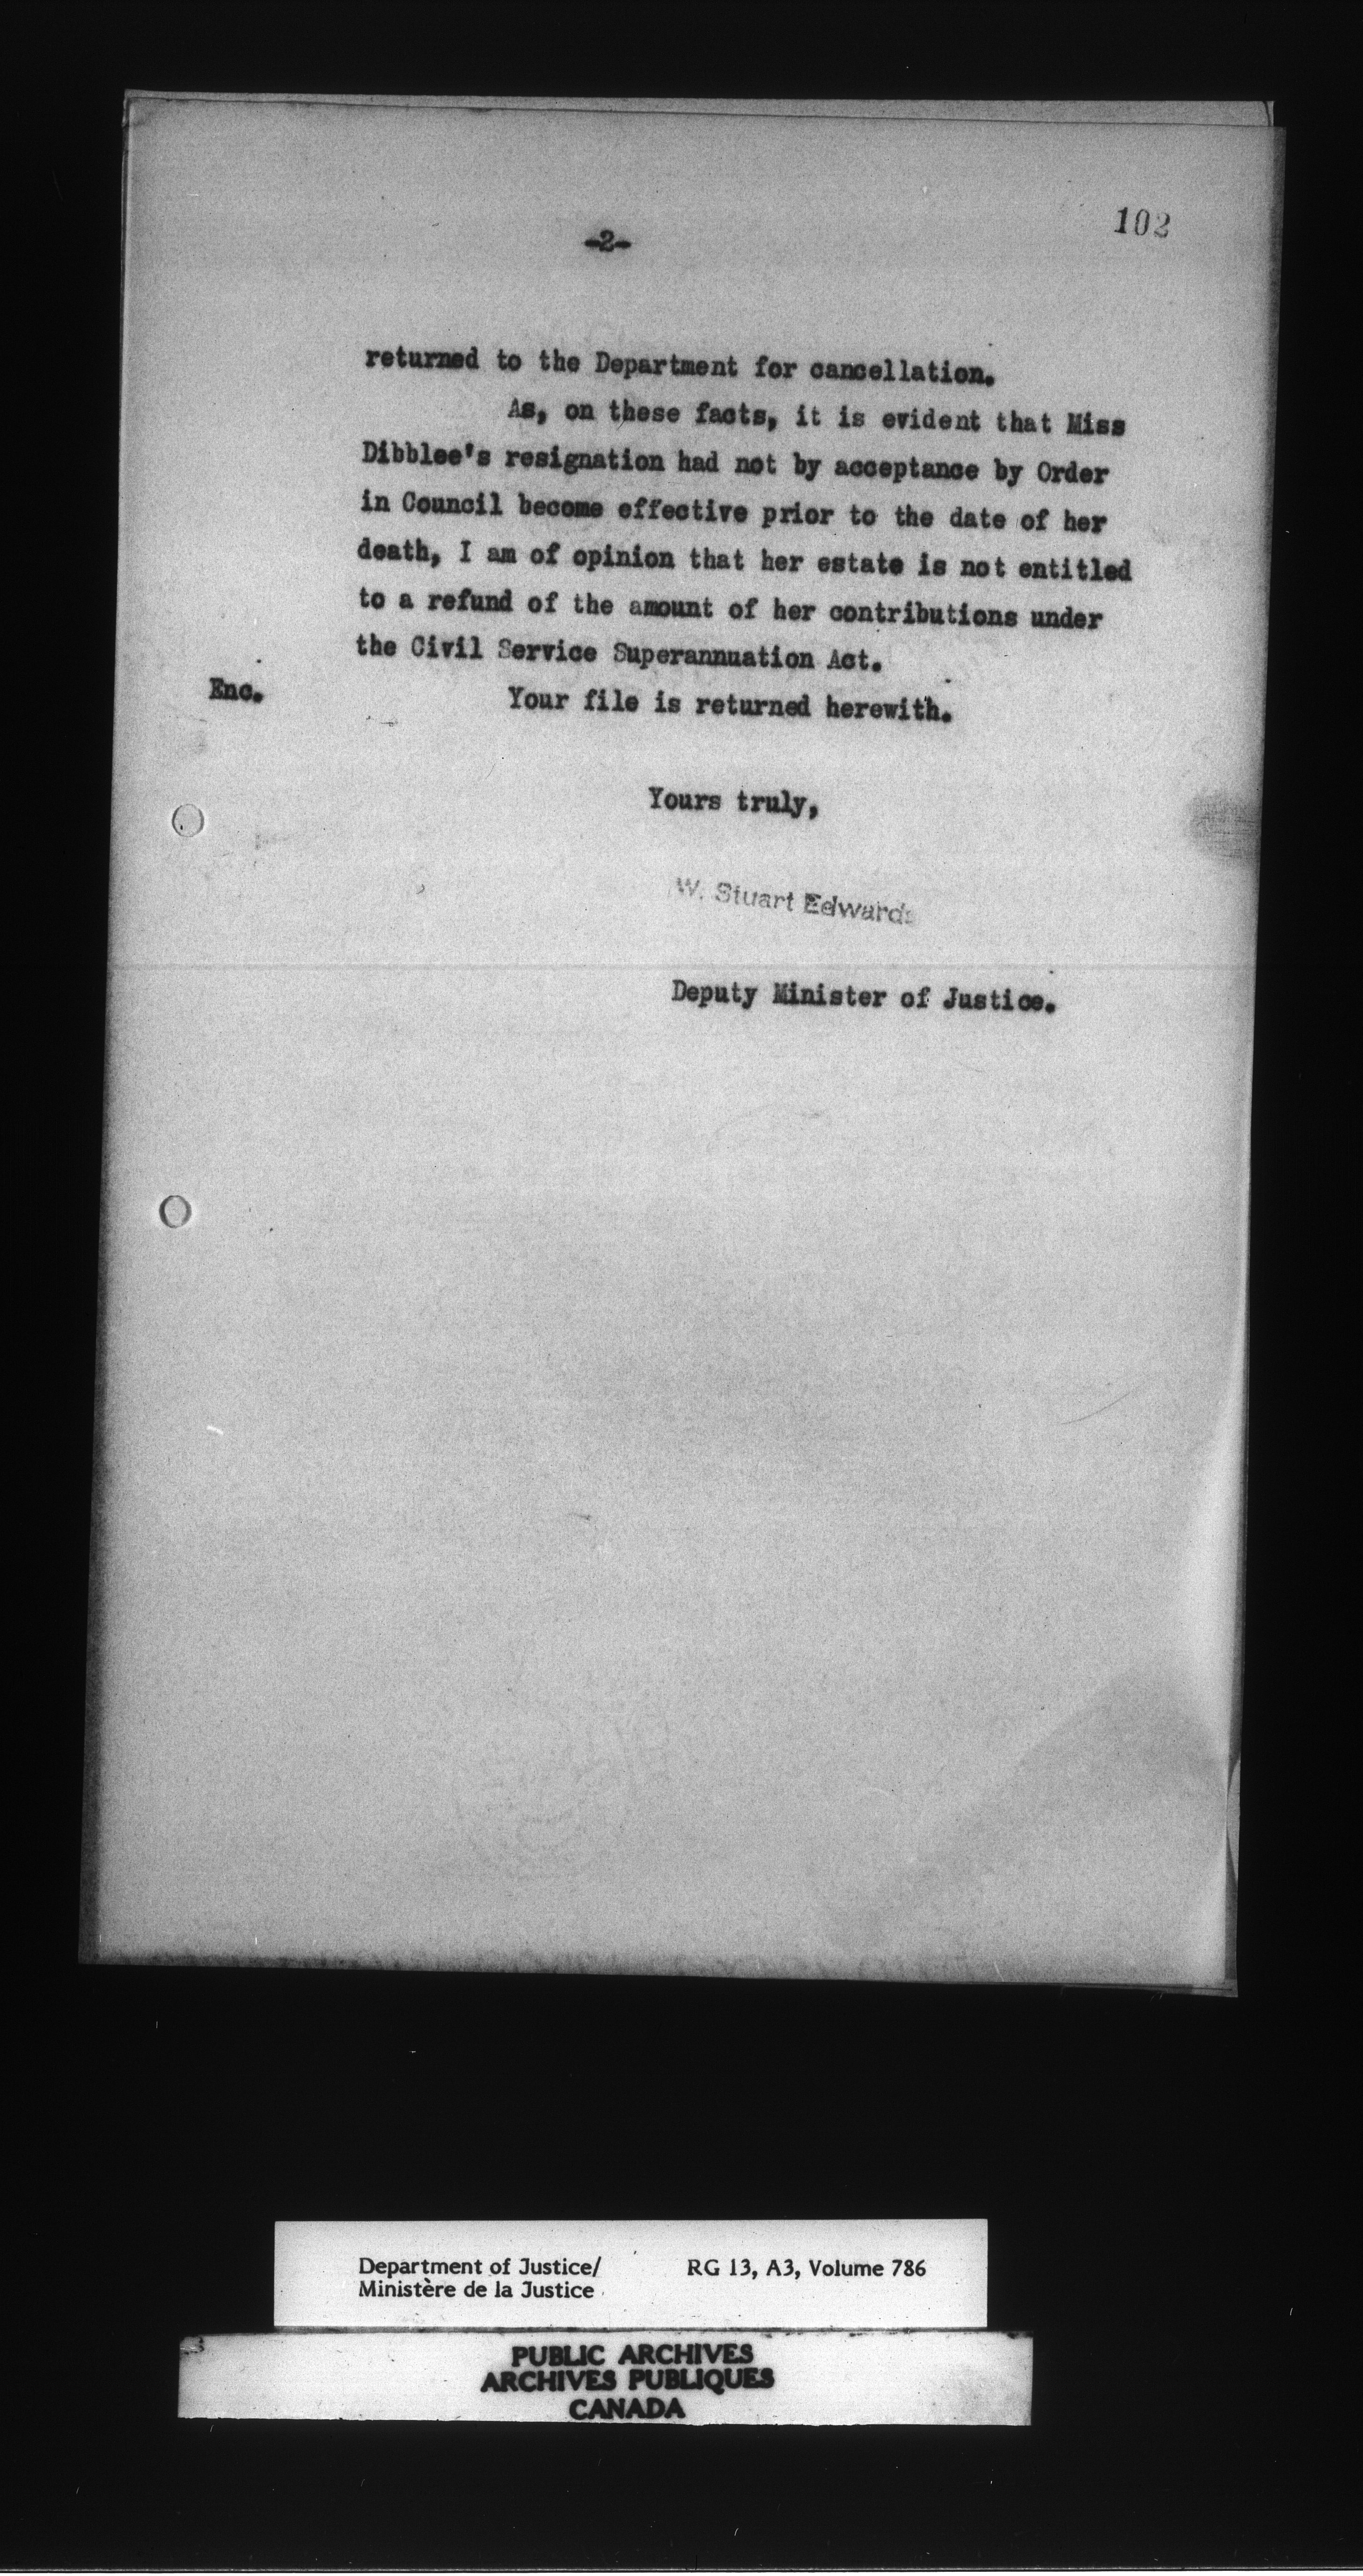 102
-2-
returned to the Department for cancellation.
As, on these facts, it is evident that Miss
Dibblee's resignation had not by acceptance by Order
in Council become effective prior to the date of her
death, I am of opinion that her estate is not entitled
to a refund of the amount of her contributions under
the Civil Service Superannuation Act.
Enc. Your file is returned herewith.
Yours truly,
W. Stuart Edwards
Deputy Minister of Justice.
Department of Justice/ RG 13, A3, Volume 786
Ministère de la Justice
PUBLIC ARCHIVES
ARCHIVES PUBLIQUES
CANADA